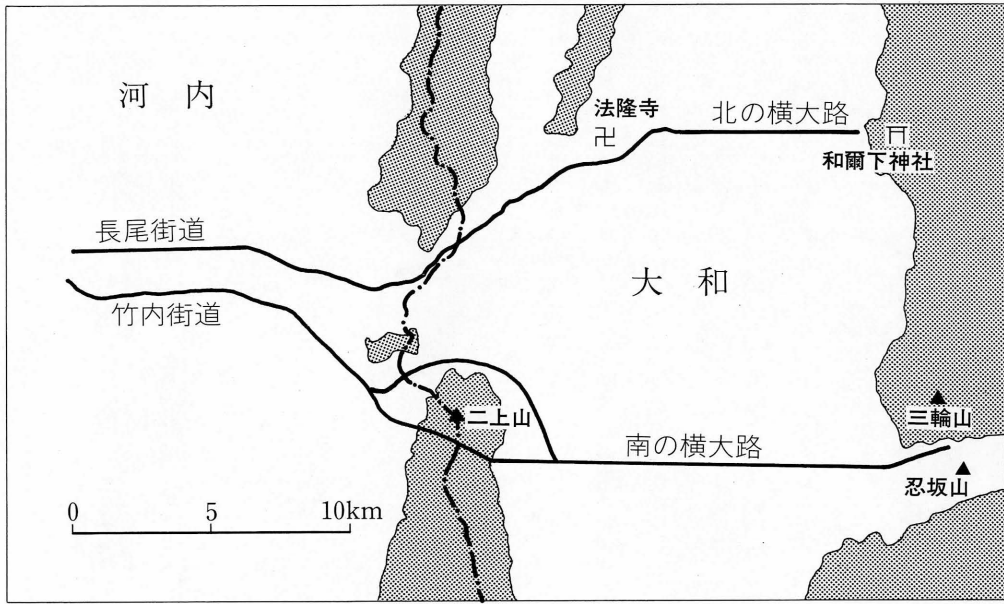 河 内
法隆寺
北の横大路
和爾下神社
長尾街道
竹内街道
大 和
二上山
三輪山
南の横大路
忍坂山
0 5 10km